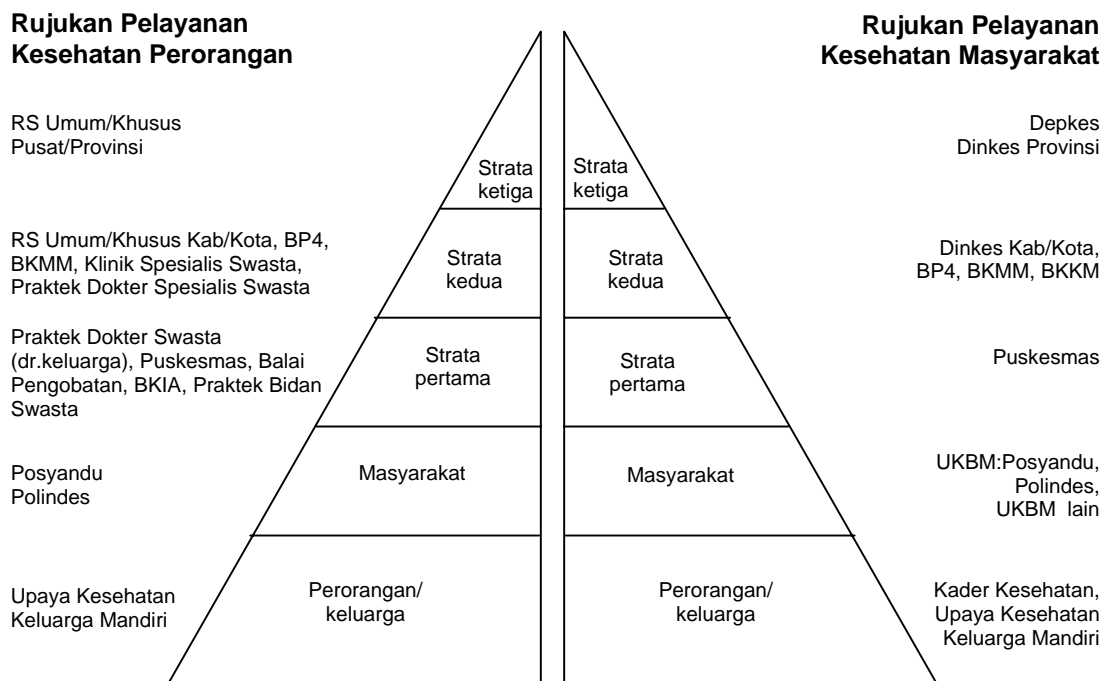 Rujukan Pelayanan
Kesehatan Perorangan
Rujukan Pelayanan
Kesehatan Masyarakat
RS Umum/Khusus
Pusat/Provinsi
Strata
ketiga
Strata
ketiga
Depkes
Dinkes Provinsi
RS Umum/Khusus Kab/Kota, BP4,
BKMM, Klinik Spesialis Swasta,
Praktek Dokter Spesialis Swasta
Strata
kedua
Strata
kedua
Dinkes Kab/Kota,
BP4, BKMM, BKKM
Praktek Dokter Swasta
(dr.keluarga), Puskesmas, Balai
Pengobatan, BKIA, Praktek Bidan
Swasta
Strata
pertama
Strata
pertama
Puskesmas
Posyandu
Polindes
Masyarakat
Masyarakat
UKBM:Posyandu,
Polindes,
UKBM lain
Upaya Kesehatan
Keluarga Mandiri
Perorangan/
keluarga
Perorangan/
keluarga
Kader Kesehatan,
Upaya Kesehatan
Keluarga Mandiri